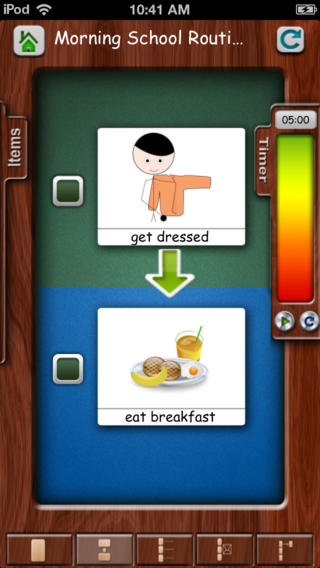 iPod 10:41 AM
Morning School Routi...
Items
05:00
Timer
get dressed
eat breakfast